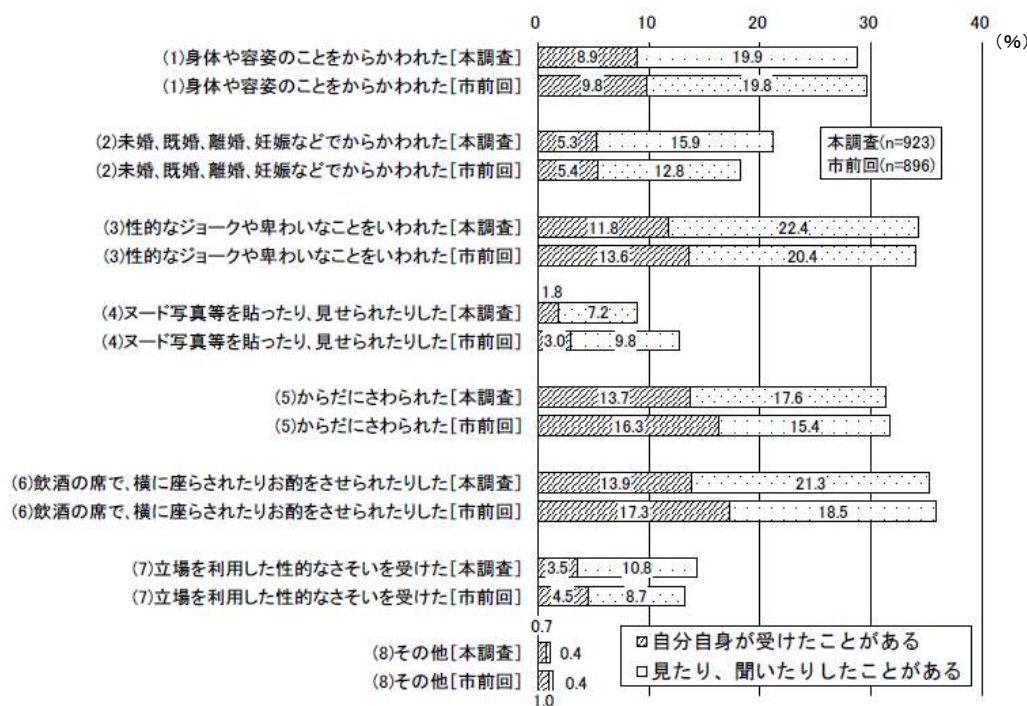 0 10 20 30 40
(%)
(1)身体や容姿のことをからかわれた[本調査] 8.9 19.9
(1)身体や容姿のことをからかわれた[市前回] 9.8 19.8
(2)未婚、既婚、離婚、妊娠などでからかわれた[本調査] 5.3 15.9
本調査(n=923)
(2)未婚、既婚、離婚、妊娠などでからかわれた[市前回] 5.4 12.8
市前回(n=896)
(3)性的なジョークや卑わいなことをいわれた[本調査] 11.8 22.4
(3)性的なジョークや卑わいなことをいわれた[市前回] 13.6 20.4
1.8
(4)ヌード写真等を貼ったり、見せられたりした[本調査] 7.2
(4)ヌード写真等を貼ったり、見せられたりした[市前回] 3.0 9.8
(5)からだにさわられた[本調査] 13.7 17.6
(5)からだにさわられた[市前回] 16.3 15.4
(6)飲酒の席で、横に座らされたりお酌をさせられたりした[本調査] 13.9 21.3
(6)飲酒の席で、横に座らされたりお酌をさせられたりした[市前回] 17.3 18.5
(7)立場を利用した性的なさそいを受けた[本調査] 3.5 10.8
(7)立場を利用した性的なさそいを受けた[市前回] 4.5 8.7
0.7
(8)その他[本調査] 0.4
(8)その他[市前回] 0.4
1.0
自分自身が受けたことがある
見たり、聞いたりしたことがある